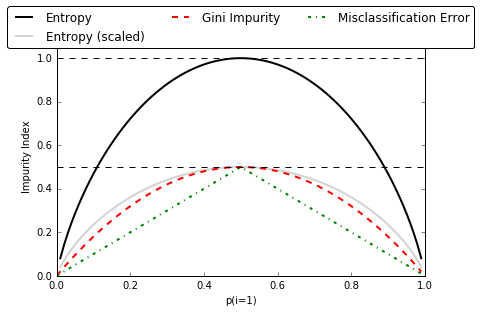 Entropy
Gini Impurity
Misclassification Error
Entropy (scaled)
1.0
0.8
0.6
0.4
0.2
0.0
Impurity Index
0.0 0.2 0.4 0.6 0.8 1.0
p(i=1)